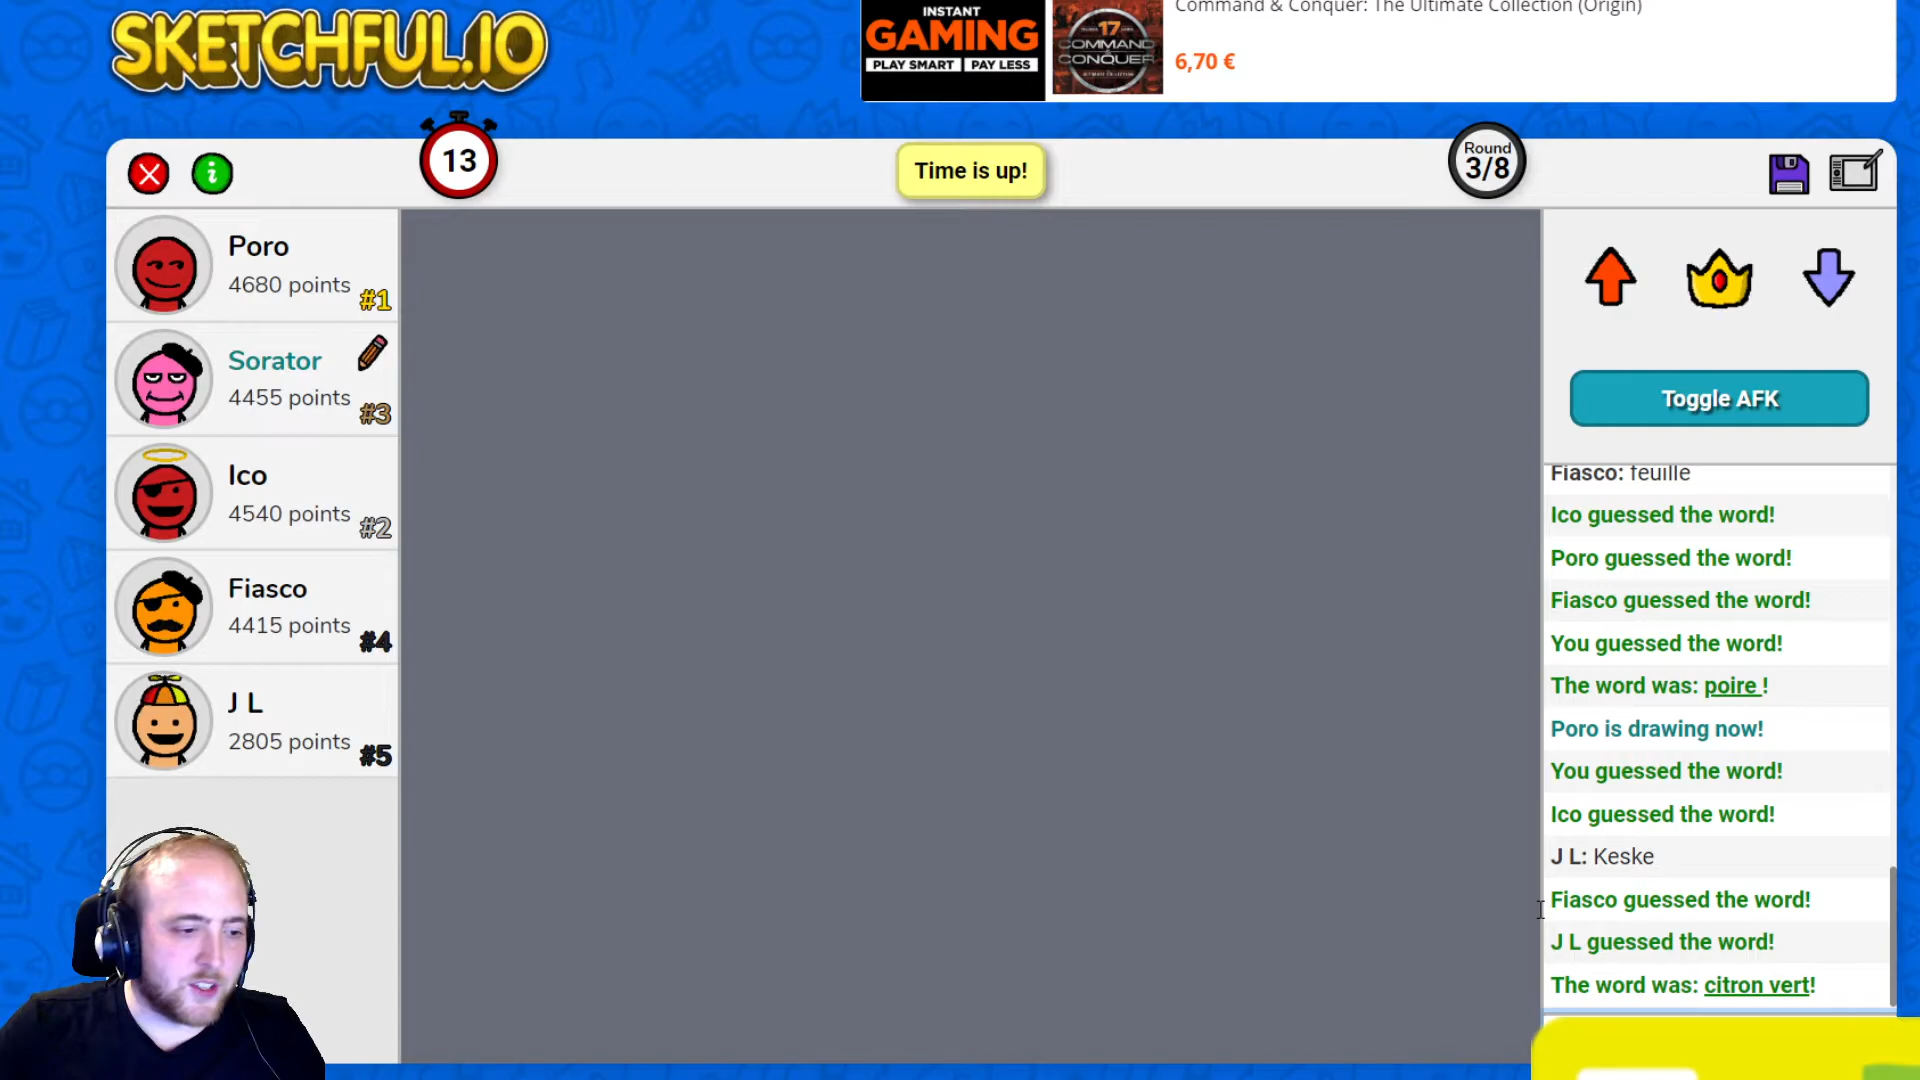 SKETCHFUL.IO
INSTANT
GAMING
PLAY SMART | PAY LESS
17
COMMAND
CONQUER
Command & Conquer: The Ultimate Collection (Origin)
6,70 €
13
Time is up!
Round
3/8
Poro
4680 points
#1
Sorator
4455 points
#3
Ico
4540 points
#2
Fiasco
4415 points
#4
J L
2805 points
#5
Toggle AFK
Fiasco: feuille
Ico guessed the word!
Poro guessed the word!
Fiasco guessed the word!
You guessed the word!
The word was: poire !
Poro is drawing now!
You guessed the word!
Ico guessed the word!
J L: Keske
Fiasco guessed the word!
J L guessed the word!
The word was: citron vert!